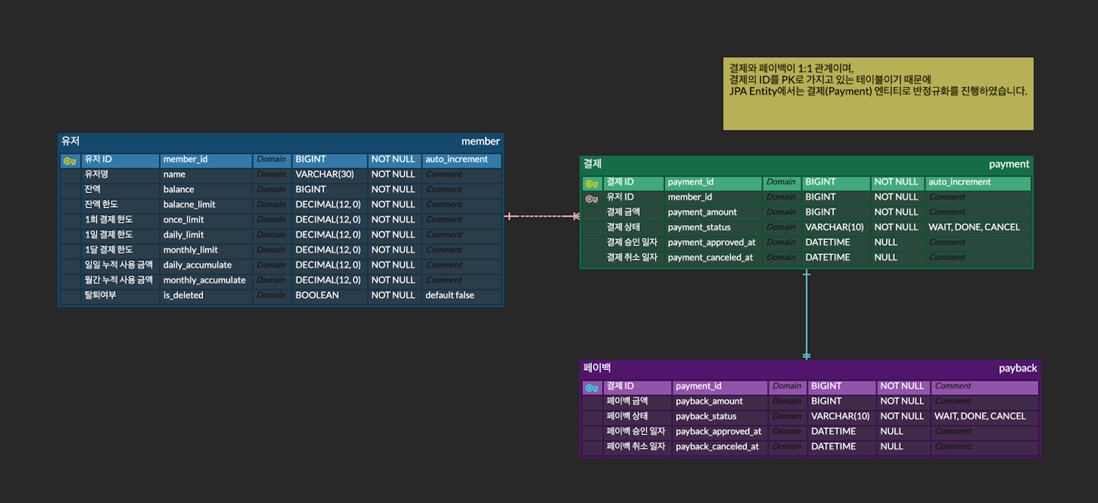 결제와 페이백이 1:1 관계이며,
결제의 ID를 PK로 가지고 있는 테이블이기 때문에
JPA Entity에서는 결제(Payment) 엔티티로 반정규화를 진행하였습니다.
유저 member
유저 ID member_id Domain BIGINT NOT NULL auto_increment
유저명 name Domain VARCHAR(30) NOT NULL Comment
잔액 balance Domain BIGINT NOT NULL Comment
잔액 한도 balacne_limit Domain DECIMAL(12, 0) NOT NULL Comment
1회 결제 한도 once_limit Domain DECIMAL(12, 0) NOT NULL Comment
1일 결제 한도 daily_limit Domain DECIMAL(12, 0) NOT NULL Comment
1달 결제 한도 monthly_limit Domain DECIMAL(12, 0) NOT NULL Comment
일일 누적 사용 금액 daily_accumulate Domain DECIMAL(12, 0) NOT NULL Comment
월간 누적 사용 금액 monthly_accumulate Domain DECIMAL(12, 0) NOT NULL Comment
탈퇴여부 is_deleted Domain BOOLEAN NOT NULL default false
결제 payment
결제 ID payment_id Domain BIGINT NOT NULL auto_increment
유저 ID member_id Domain BIGINT NOT NULL Comment
결제 금액 payment_amount Domain BIGINT NOT NULL Comment
결제 상태 payment_status Domain VARCHAR(10) NOT NULL WAIT, DONE, CANCEL
결제 승인 일자 payment_approved_at Domain DATETIME NULL Comment
결제 취소 일자 payment_canceled_at Domain DATETIME NULL Comment
페이백 payback
결제 ID payment_id Domain BIGINT NOT NULL Comment
페이백 금액 payback_amount Domain BIGINT NOT NULL Comment
페이백 상태 payback_status Domain VARCHAR(10) NOT NULL WAIT, DONE, CANCEL
페이백 승인 일자 payback_approved_at Domain DATETIME NULL Comment
페이백 취소 일자 payback_canceled_at Domain DATETIME NULL Comment